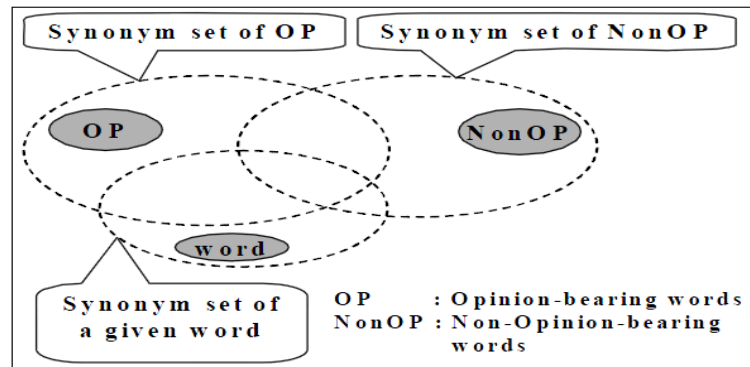 Synonym set of OP
Synonym set of NonOP
OP
NonOP
word
Synonym set of
a given word
OP : Opinion-bearing words
NonOP : Non-Opinion-bearing
words